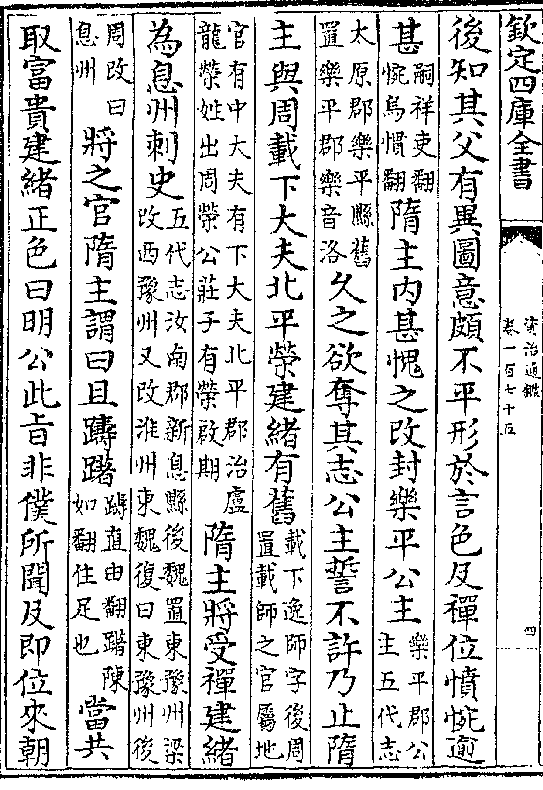 欽定四庫全書
資治通鑑
卷一百七十五
四
後知其父有異圖意頗不平形於言色及禪位憤惋逾
甚嗣祥吏翻惋烏慣翻隋主内甚愧之改封樂平公主樂平郡公主五代志
太原郡樂平縣舊置樂平郡樂音洛久之欲奪其志公主誓不許乃止隋
主與周載下大夫北平榮建緒有舊載下逸師字後周置載師之官屬地
官有中大夫有下大夫北平郡治盧龍榮姓出周榮公莊子有榮啟期隋主將受禪建緒
為息州刺史五代志汝南郡新息縣後魏置東豫州梁改西豫州又改淮州東魏復曰東豫州後
周改曰息州將之官隋主謂曰且躊躇躊直由翻躇陳如翻住足也當共
取富貴建緒正色曰明公此旨非僕所聞及即位來朝